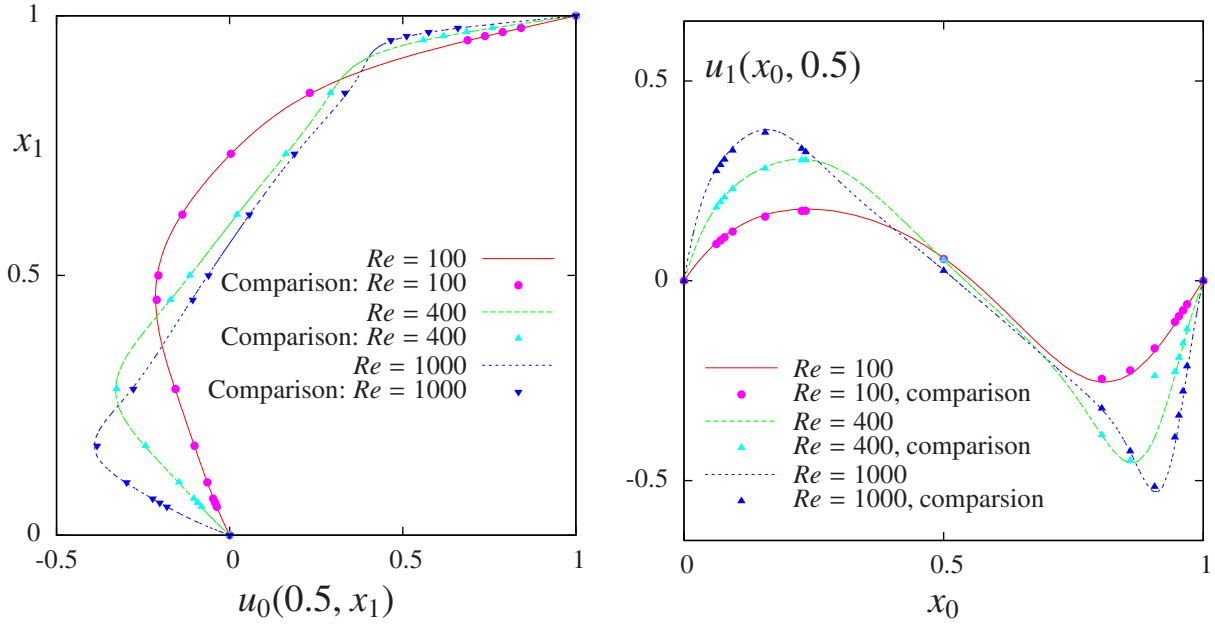 1
x₁
0.5
0
-0.5
0
0.5
1
u₀(0.5, x₁)
Re = 100
Comparison: Re = 100
Re = 400
Comparison: Re = 400
Re = 1000
Comparison: Re = 1000
u₁(x₀, 0.5)
0.5
0
-0.5
0
0.5
1
x₀
Re = 100
Re = 100, comparison
Re = 400
Re = 400, comparison
Re = 1000
Re = 1000, comparsion